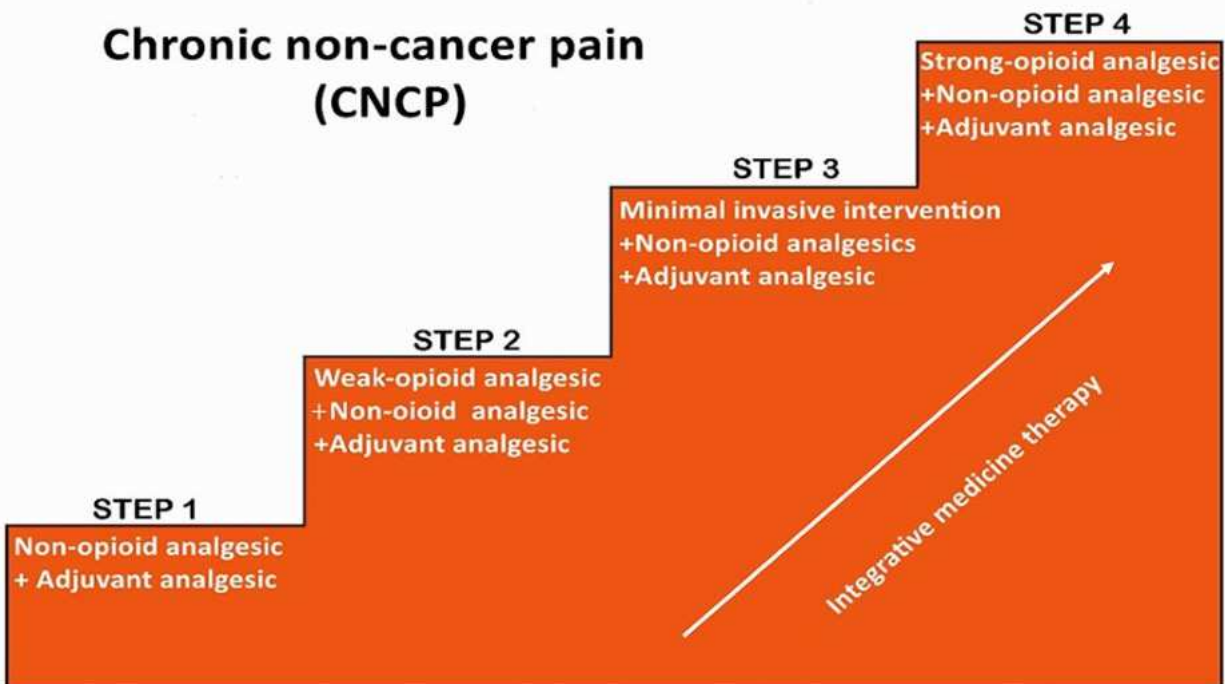 Chronic non-cancer pain
(CNCP)
STEP 1
Non-opioid analgesic
+ Adjuvant analgesic
STEP 2
Weak-opioid analgesic
+Non-oioid analgesic
+Adjuvant analgesic
STEP 3
Minimal invasive intervention
+Non-opioid analgesics
+Adjuvant analgesic
STEP 4
Strong-opioid analgesic
+Non-opioid analgesic
+Adjuvant analgesic
Integrative medicine therapy